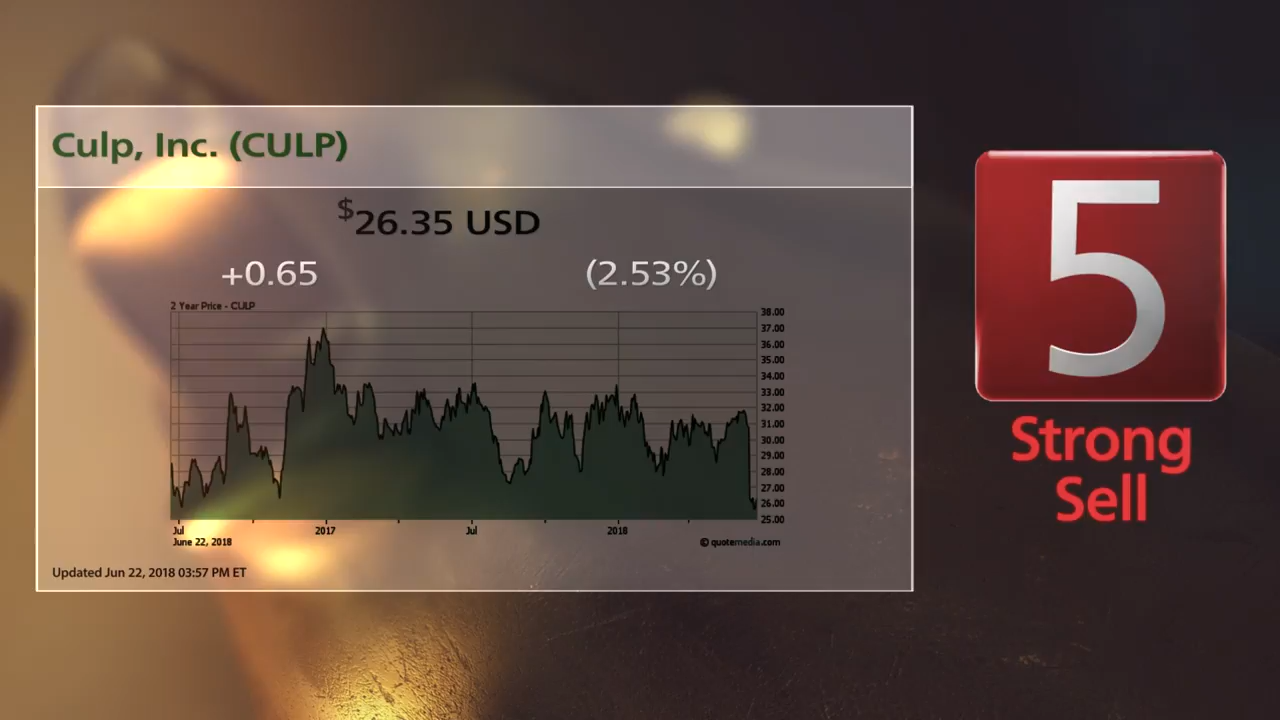 Culp, Inc. (CULP)
$26.35 USD
+0.65 (2.53%)
2 Year Price - CULP
38.00
37.00
36.00
35.00
34.00
33.00
32.00
31.00
30.00
29.00
28.00
27.00
26.00
25.00
Jul 2017 Jul 2018
June 22, 2018 © quotemedia.com
Updated Jun 22, 2018 03:57 PM ET
5
Strong
Sell